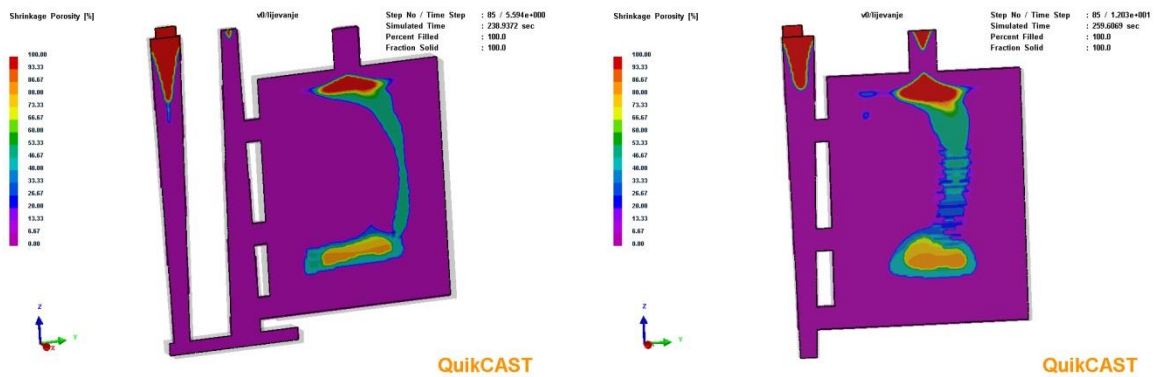 Shrinkage Porosity [%]
v0/lijevanje
Step No / Time Step : 85 / 5.594e+000
Simulated Time : 238.9372 sec
Percent Filled : 100.0
Fraction Solid : 100.0
100.00
93.33
86.67
80.00
73.33
66.67
60.00
53.33
46.67
40.00
33.33
26.67
20.00
13.33
6.67
0.00
Z
Y
X
QuikCAST
Shrinkage Porosity [%]
v0/lijevanje
Step No / Time Step : 85 / 1.203e+001
Simulated Time : 259.6069 sec
Percent Filled : 100.0
Fraction Solid : 100.0
100.00
93.33
86.67
80.00
73.33
66.67
60.00
53.33
46.67
40.00
33.33
26.67
20.00
13.33
6.67
0.00
Z
Y
X
QuikCAST